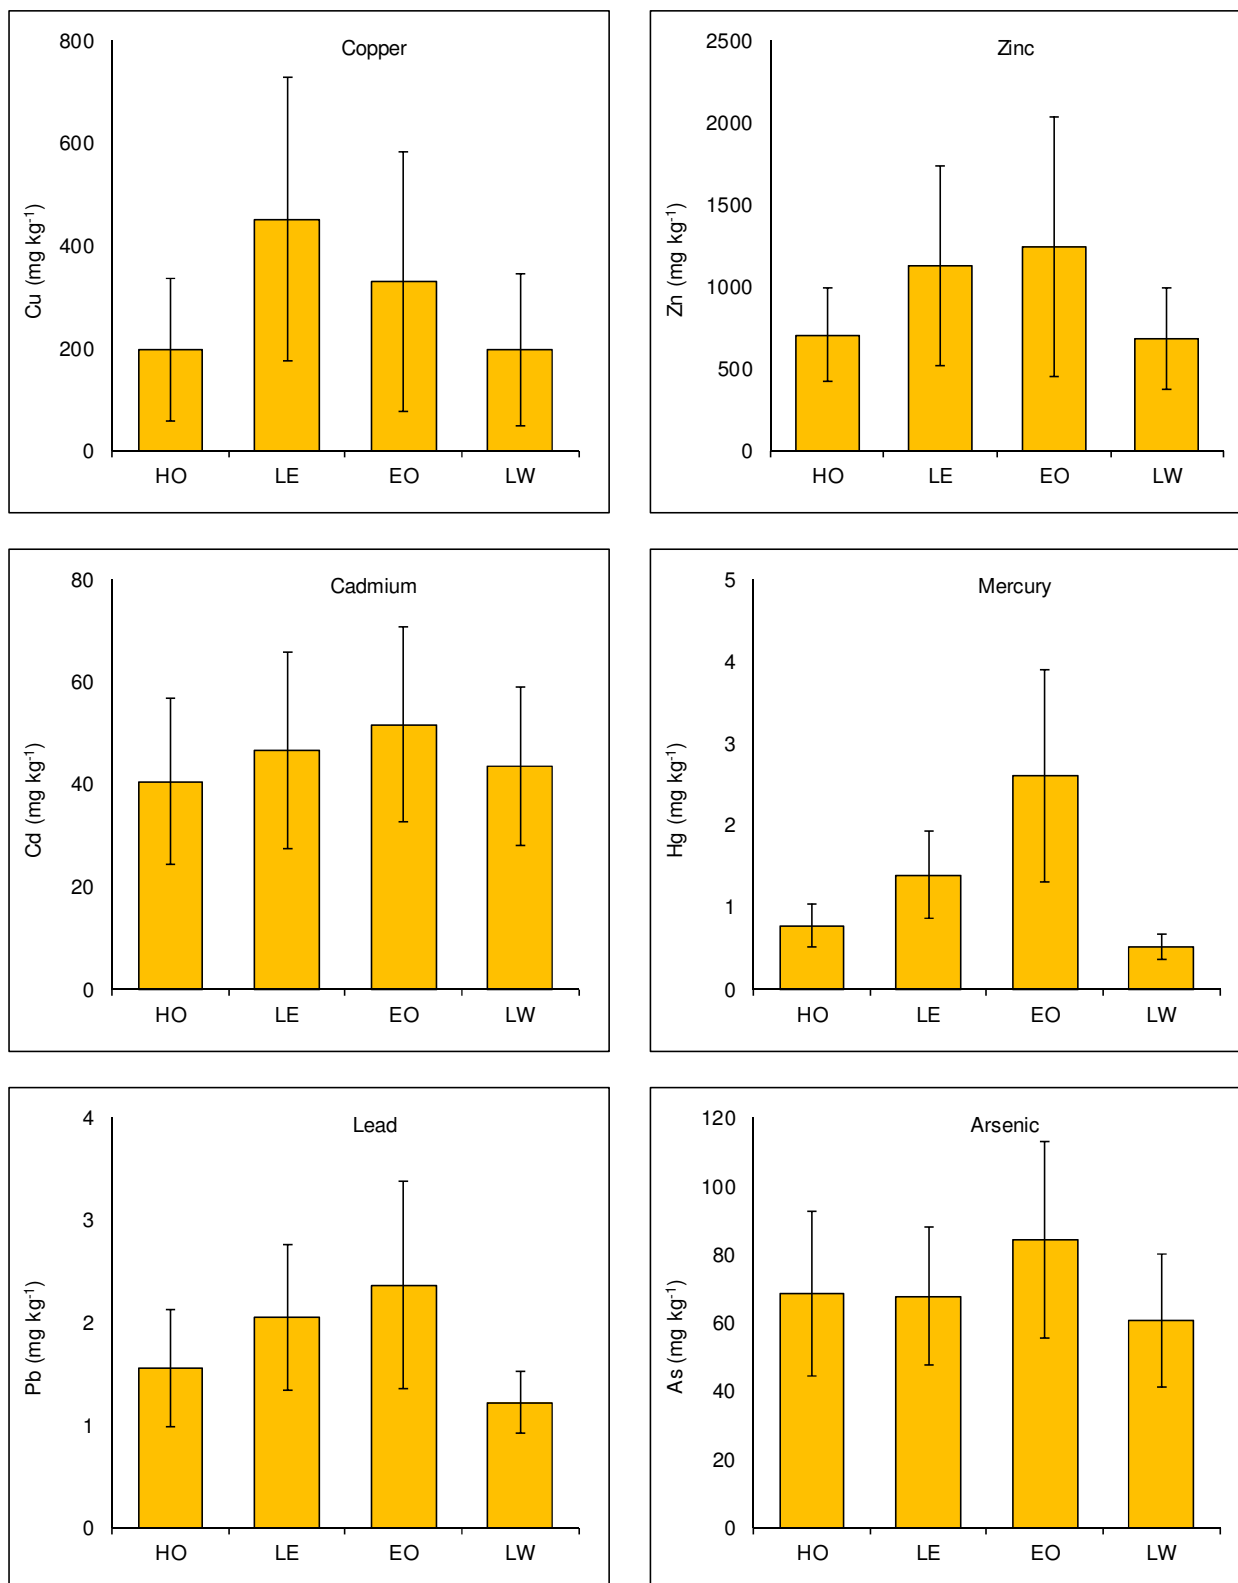 Copper
800
600
400
200
0
Cu (mg kg-1)
HO LE EO LW
Zinc
2500
2000
1500
1000
500
0
Zn (mg kg-1)
HO LE EO LW
Cadmium
80
60
40
20
0
Cd (mg kg-1)
HO LE EO LW
Mercury
5
4
3
2
1
0
Hg (mg kg-1)
HO LE EO LW
Lead
4
3
2
1
0
Pb (mg kg-1)
HO LE EO LW
Arsenic
120
100
80
60
40
20
0
As (mg kg-1)
HO LE EO LW